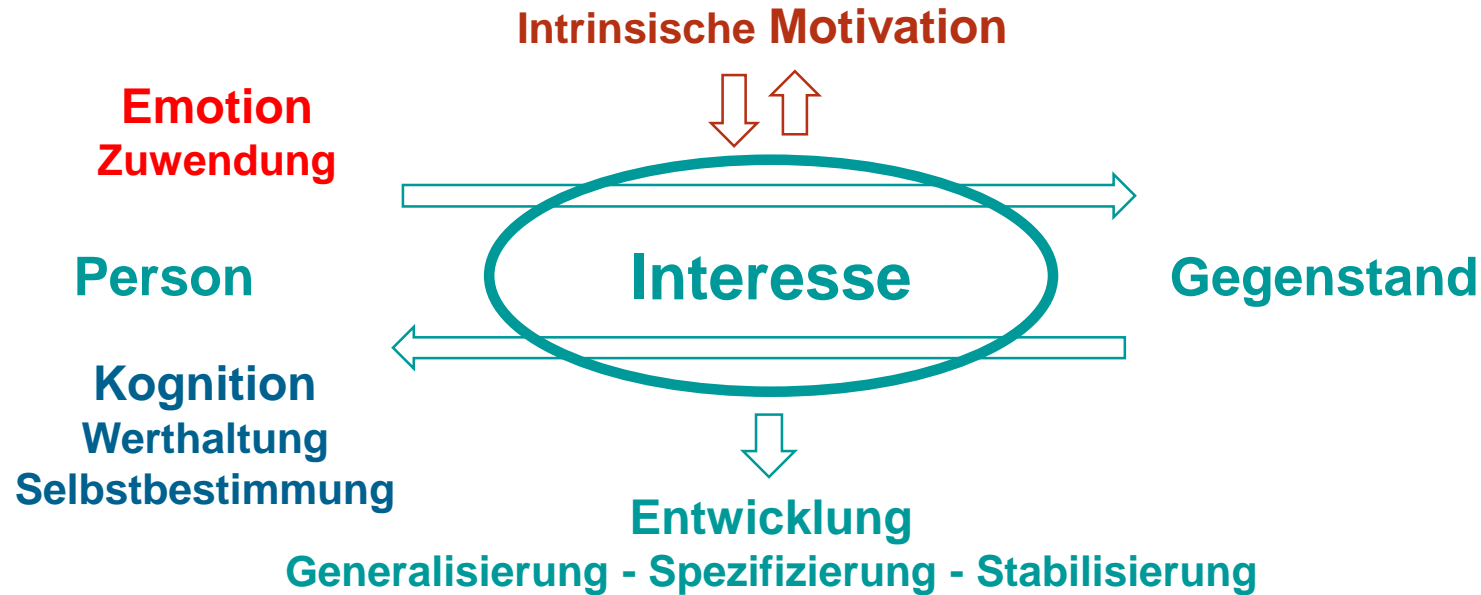 Intrinsische Motivation
Emotion
Zuwendung
Person
Interesse
Gegenstand
Kognition
Werthaltung
Selbstbestimmung
Entwicklung
Generalisierung - Spezifizierung - Stabilisierung